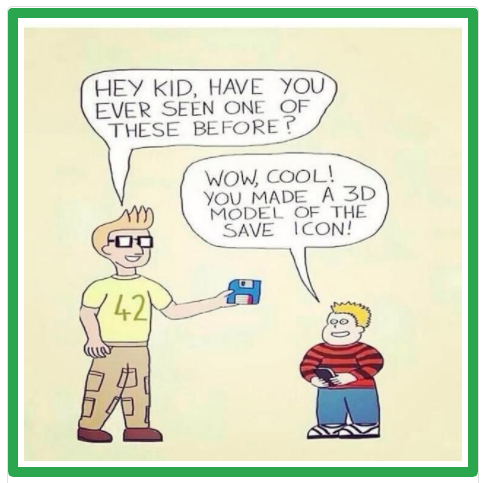 HEY KID, HAVE YOU
EVER SEEN ONE OF
THESE BEFORE?
WOW, COOL!
YOU MADE A 3D
MODEL OF THE
SAVE ICON!
42